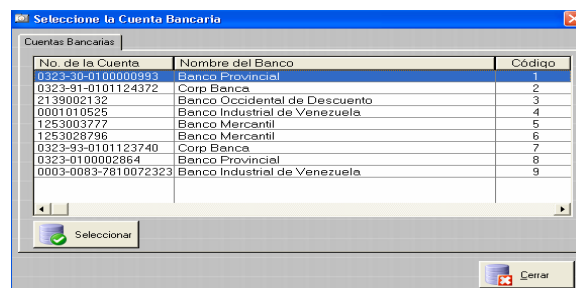 Seleccione la Cuenta Bancaria
Cuentas Bancarias
No. de la Cuenta Nombre del Banco Código
0323-30-0100000993 Banco Provincial 1
0323-91-0101124372 Corp Banca 2
2139002132 Banco Occidental de Descuento 3
0001010525 Banco Industrial de Venezuela 4
1253003777 Banco Mercantil 5
1253028796 Banco Mercantil 6
0323-93-0101123740 Corp Banca 7
0323-0100002864 Banco Provincial 8
0003-0083-7810072323 Banco Industrial de Venezuela 9
Seleccionar
Cerrar